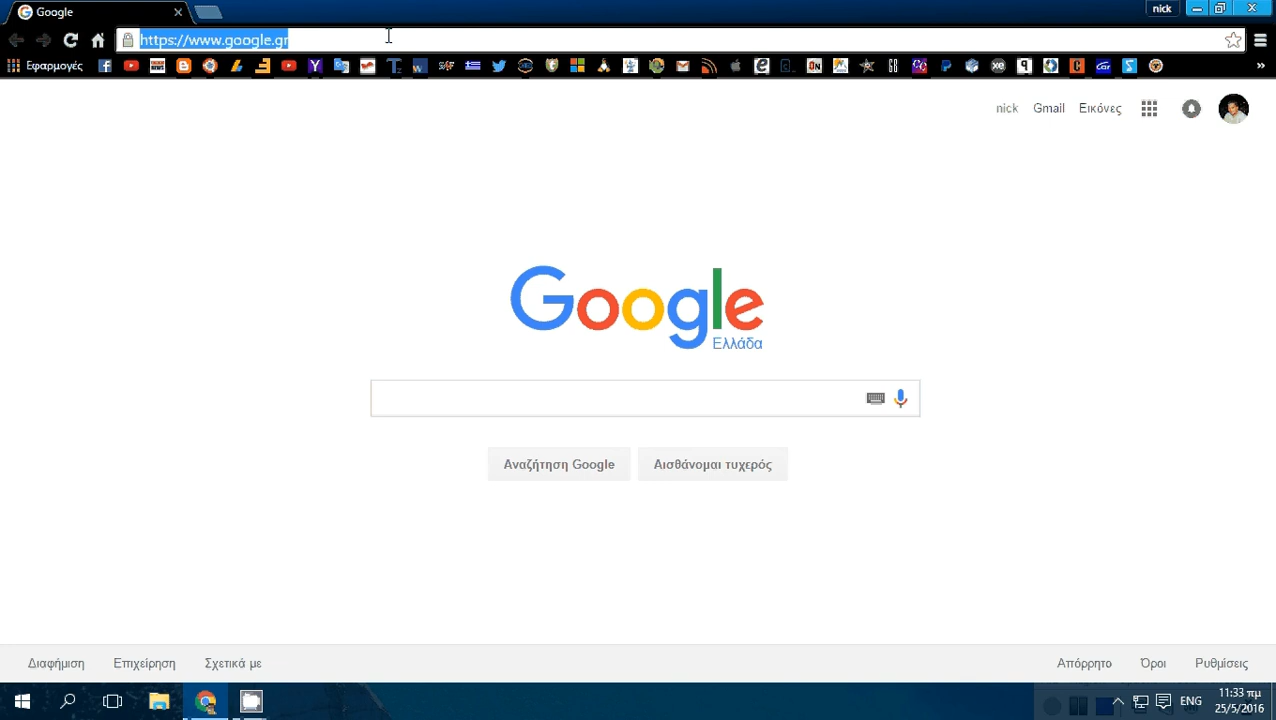 Google
nick
https://www.google.gr
Εφαρμογές
nick Gmail Εικόνες
Google
Ελλάδα
Αναζήτηση Google Αισθάνομαι τυχερός
Διαφήμιση Επιχείρηση Σχετικά με Απόρρητο Όροι Ρυθμίσεις
ENG
11:33 πμ
25/5/2016